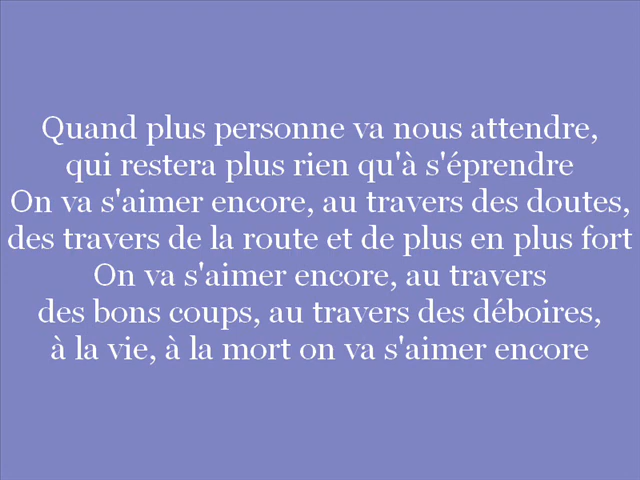 Quand plus personne va nous attendre,
qui restera plus rien qu'à s'éprendre
On va s'aimer encore, au travers des doutes,
des travers de la route et de plus en plus fort
On va s'aimer encore, au travers
des bons coups, au travers des déboires,
à la vie, à la mort on va s'aimer encore